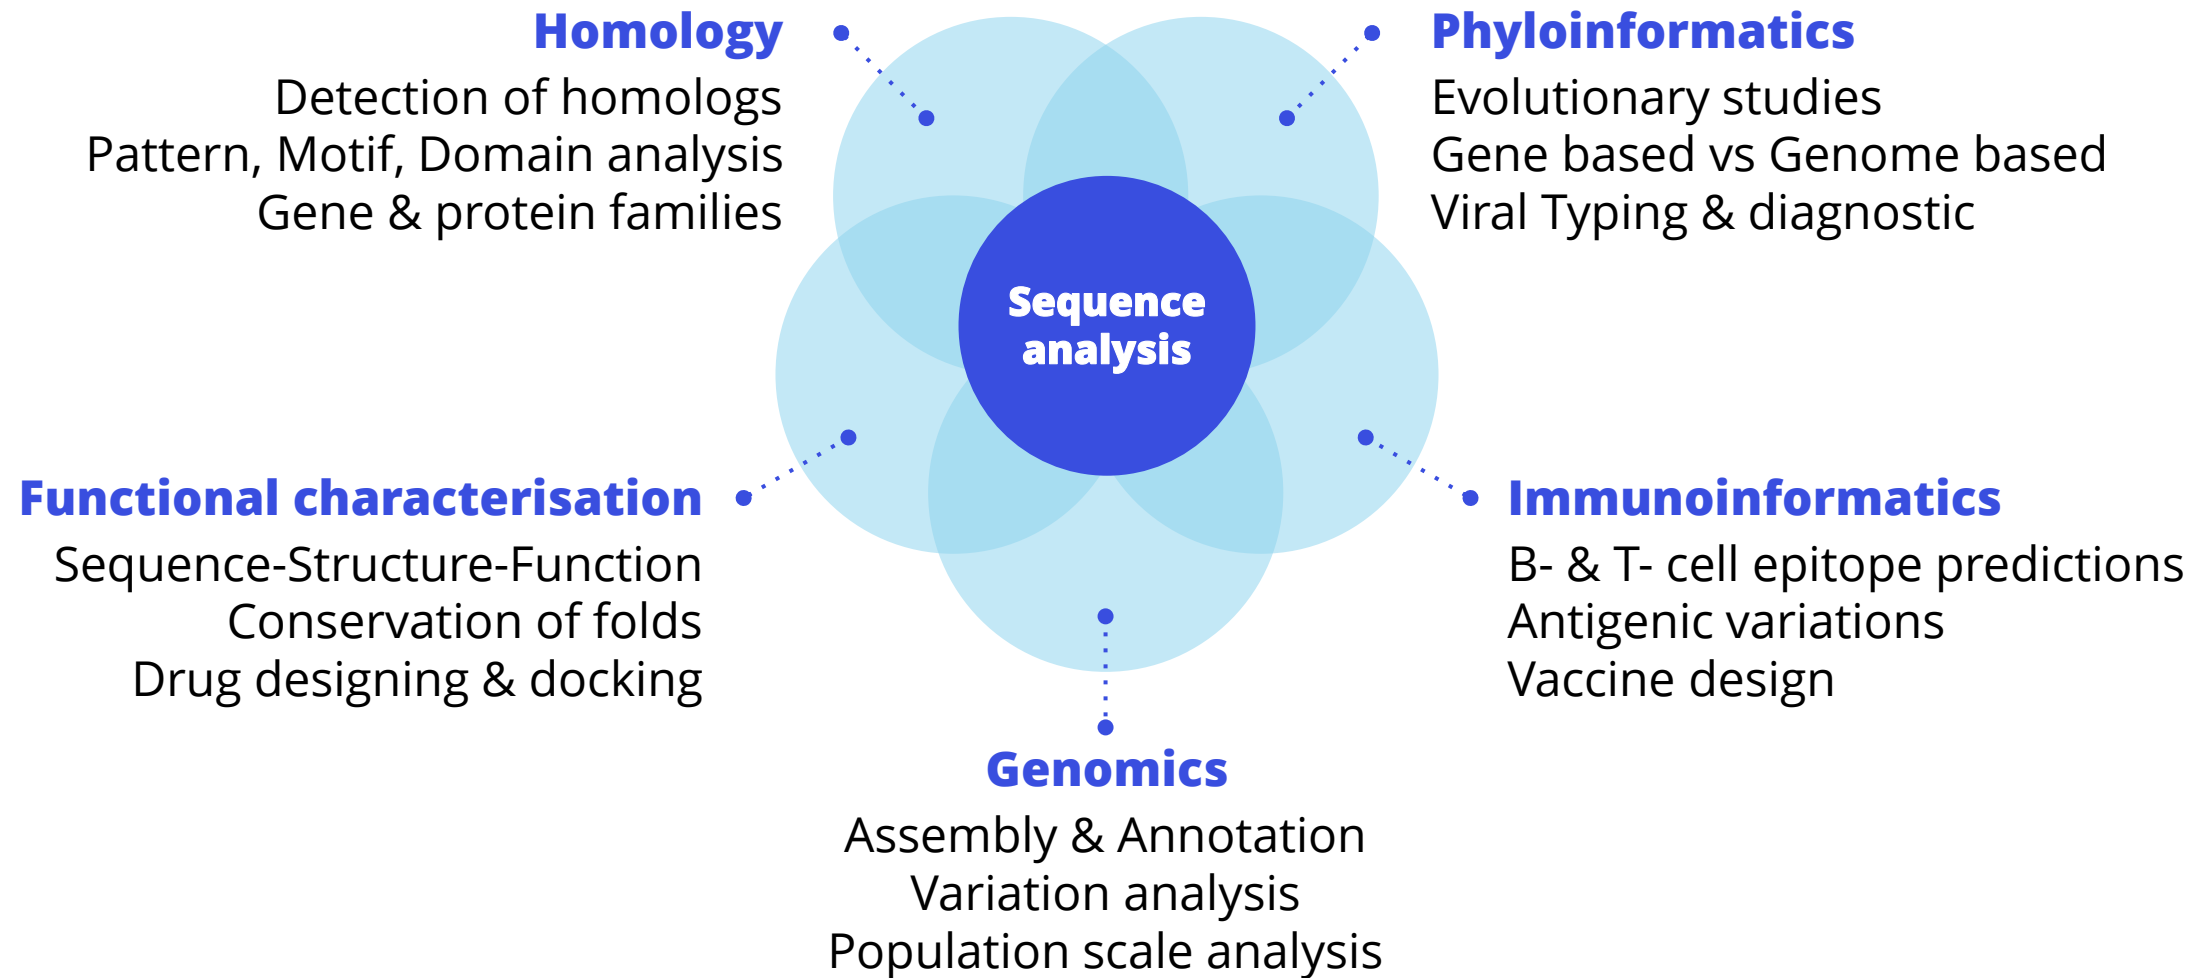 Homology
Detection of homologs
Pattern, Motif, Domain analysis
Gene & protein families
Phyloinformatics
Evolutionary studies
Gene based vs Genome based
Viral Typing & diagnostic
Sequence
analysis
Functional characterisation
Sequence-Structure-Function
Conservation of folds
Drug designing & docking
Immunoinformatics
B- & T- cell epitope predictions
Antigenic variations
Vaccine design
Genomics
Assembly & Annotation
Variation analysis
Population scale analysis